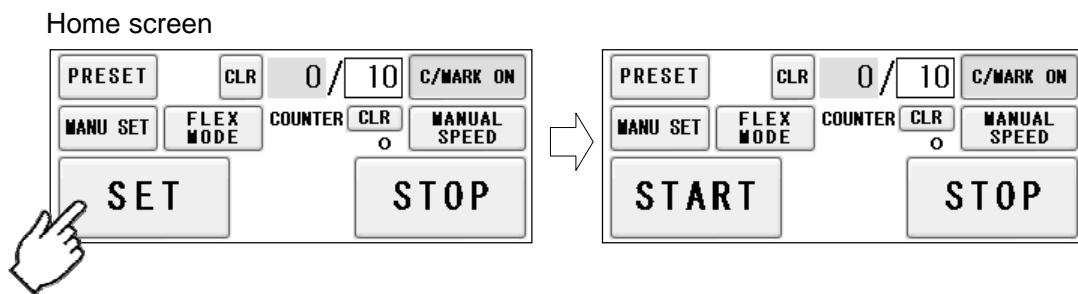 Home screen
PRESET CLR 0 / 10 C/MARK ON
MANU SET FLEX MODE COUNTER CLR MANUAL SPEED
0
SET STOP
PRESET CLR 0 / 10 C/MARK ON
MANU SET FLEX MODE COUNTER CLR MANUAL SPEED
0
START STOP